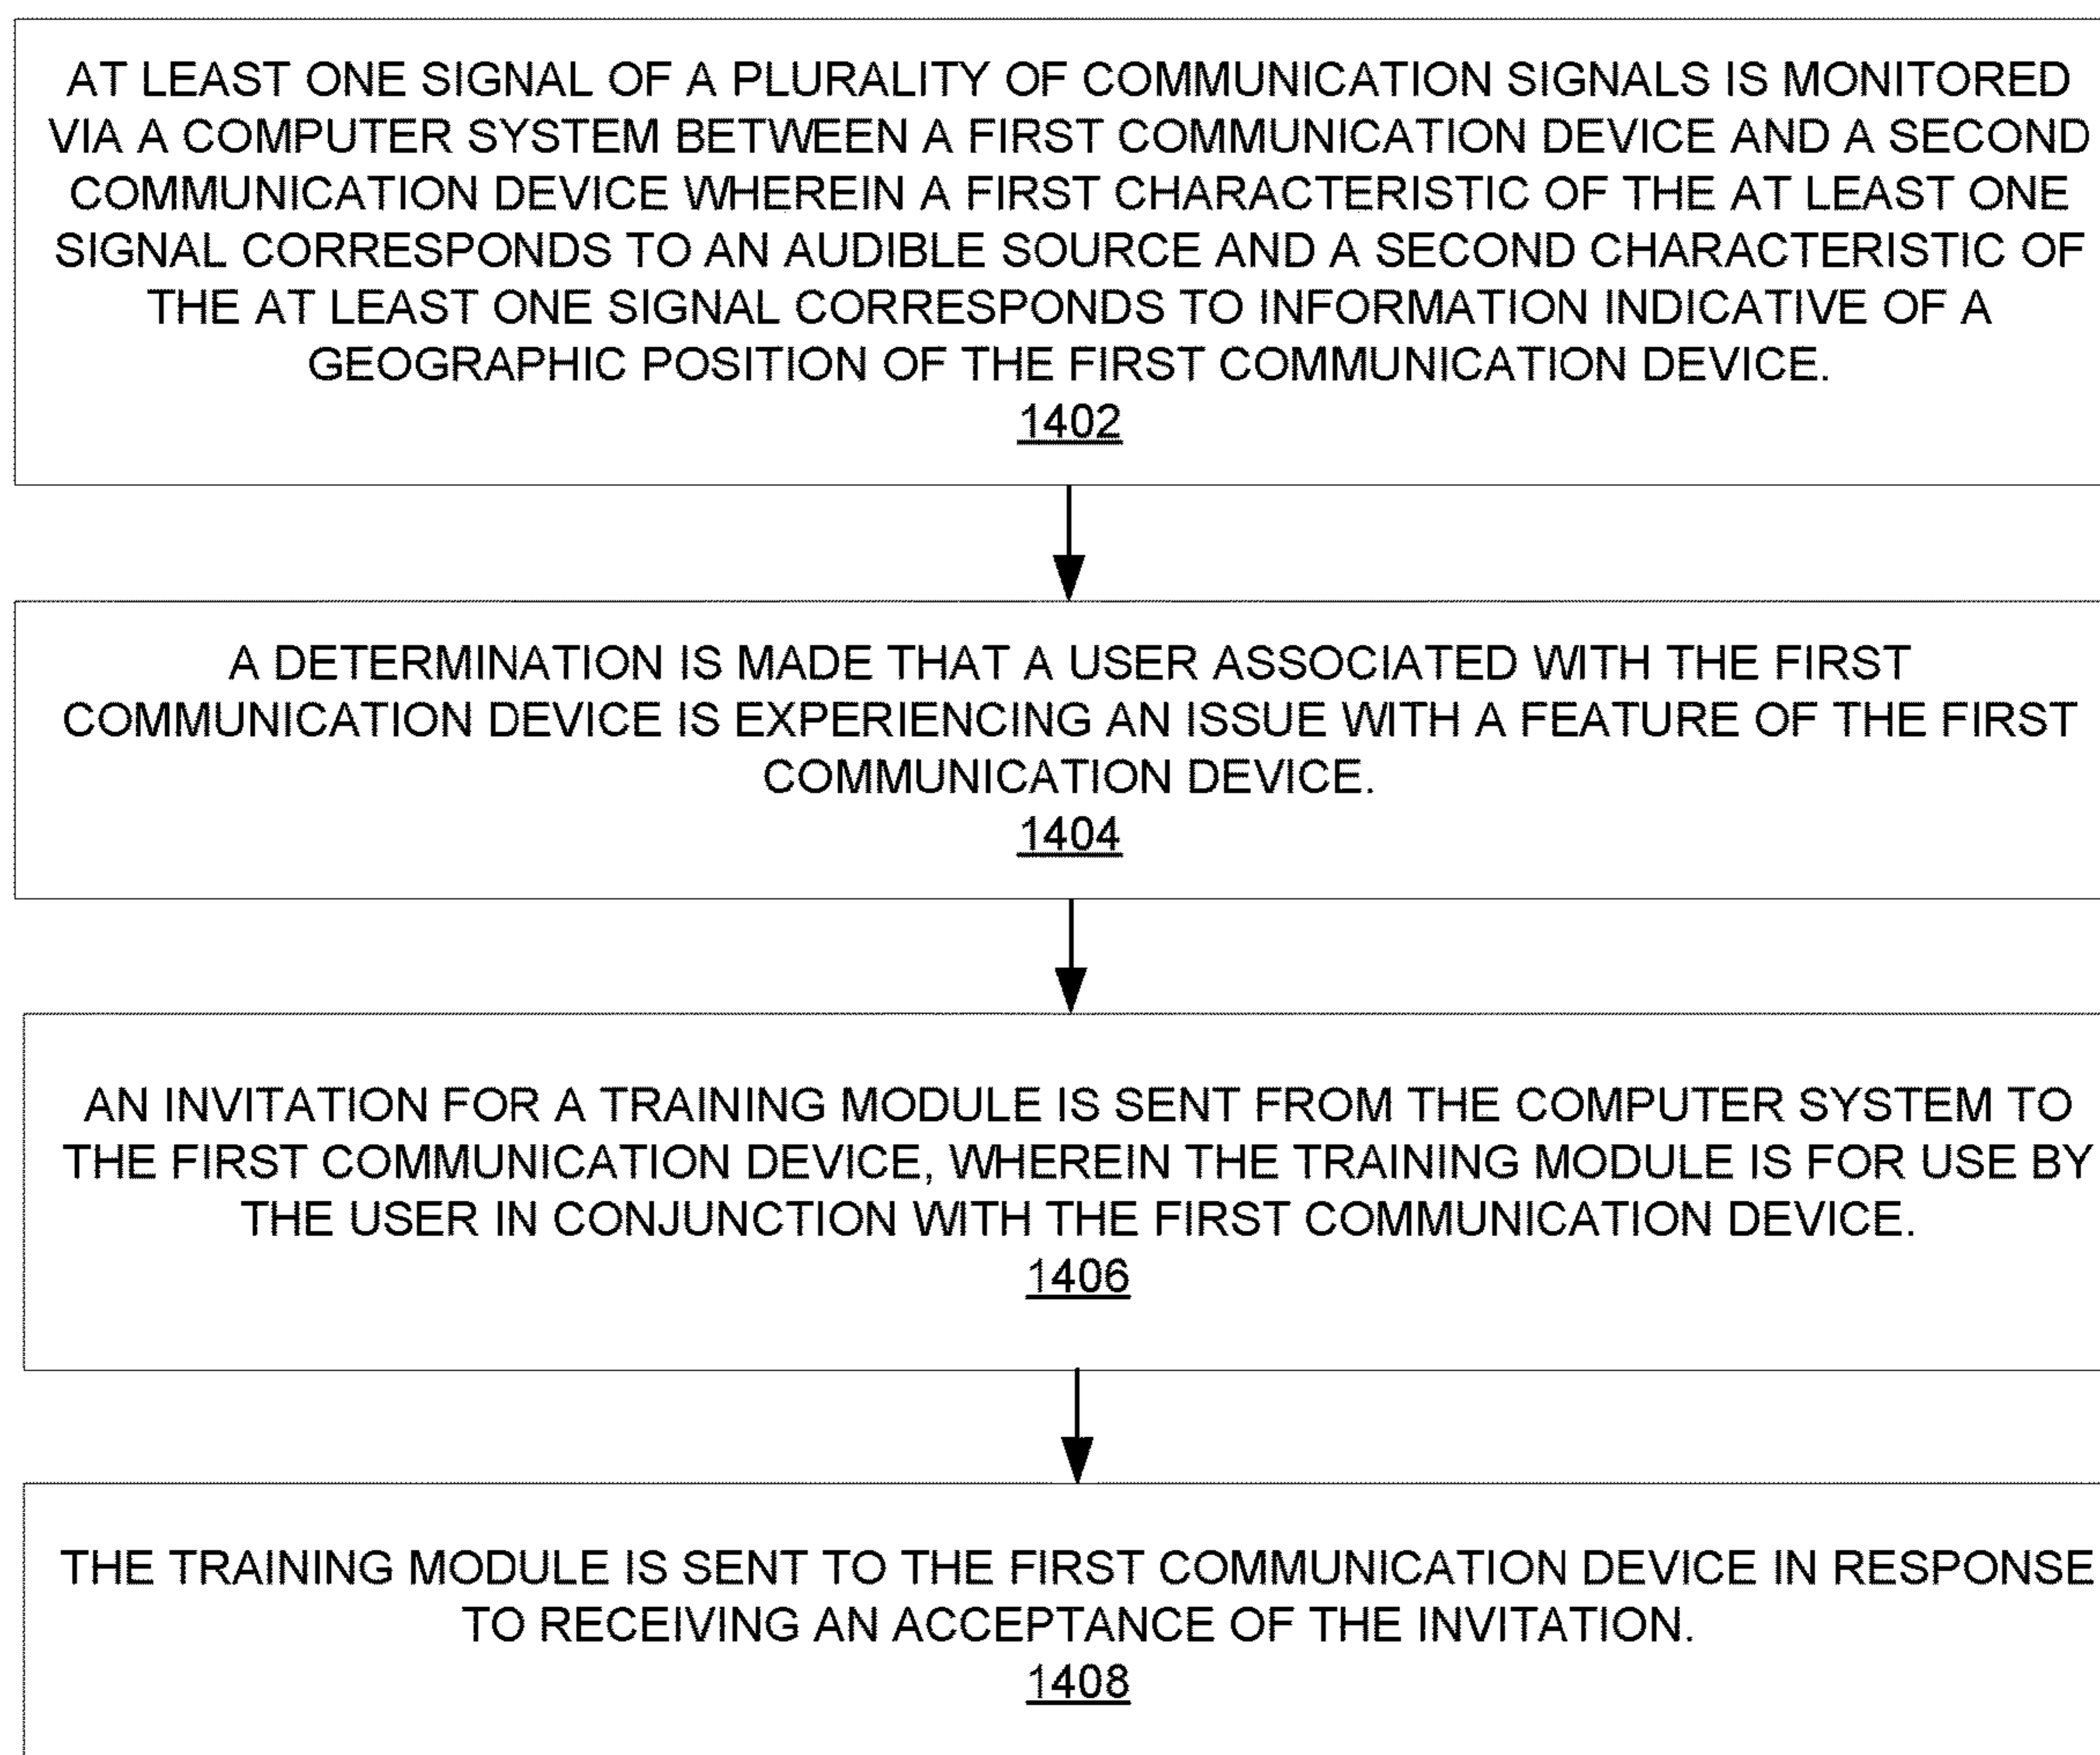 AT LEAST ONE SIGNAL OF A PLURALITY OF COMMUNICATION SIGNALS IS MONITORED
VIA A COMPUTER SYSTEM BETWEEN A FIRST COMMUNICATION DEVICE AND A SECOND
COMMUNICATION DEVICE WHEREIN A FIRST CHARACTERISTIC OF THE AT LEAST ONE
SIGNAL CORRESPONDS TO AN AUDIBLE SOURCE AND A SECOND CHARACTERISTIC OF
THE AT LEAST ONE SIGNAL CORRESPONDS TO INFORMATION INDICATIVE OF A
GEOGRAPHIC POSITION OF THE FIRST COMMUNICATION DEVICE.
1402
A DETERMINATION IS MADE THAT A USER ASSOCIATED WITH THE FIRST
COMMUNICATION DEVICE IS EXPERIENCING AN ISSUE WITH A FEATURE OF THE FIRST
COMMUNICATION DEVICE.
1404
AN INVITATION FOR A TRAINING MODULE IS SENT FROM THE COMPUTER SYSTEM TO
THE FIRST COMMUNICATION DEVICE, WHEREIN THE TRAINING MODULE IS FOR USE BY
THE USER IN CONJUNCTION WITH THE FIRST COMMUNICATION DEVICE.
1406
THE TRAINING MODULE IS SENT TO THE FIRST COMMUNICATION DEVICE IN RESPONSE
TO RECEIVING AN ACCEPTANCE OF THE INVITATION.
1408